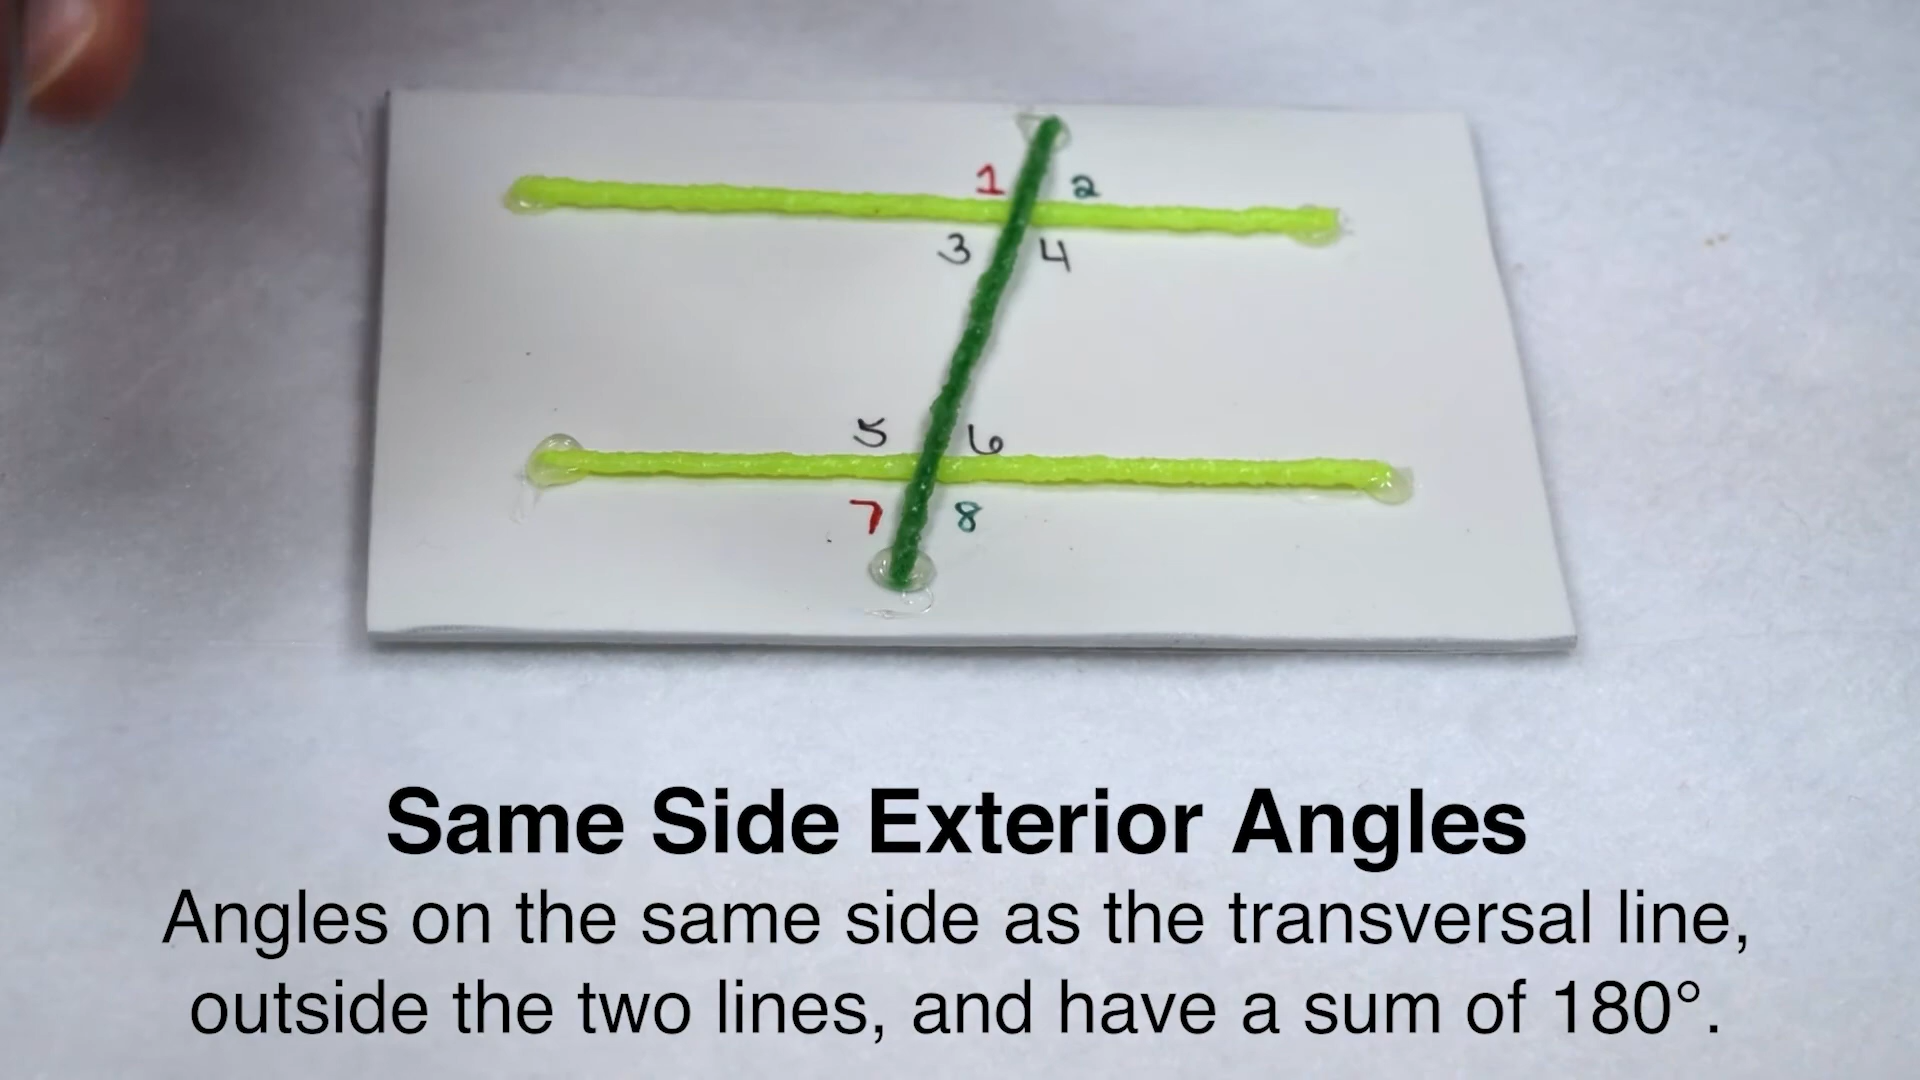 1 2
3 4
5 6
7 8
Same Side Exterior Angles
Angles on the same side as the transversal line,
outside the two lines, and have a sum of 180°.